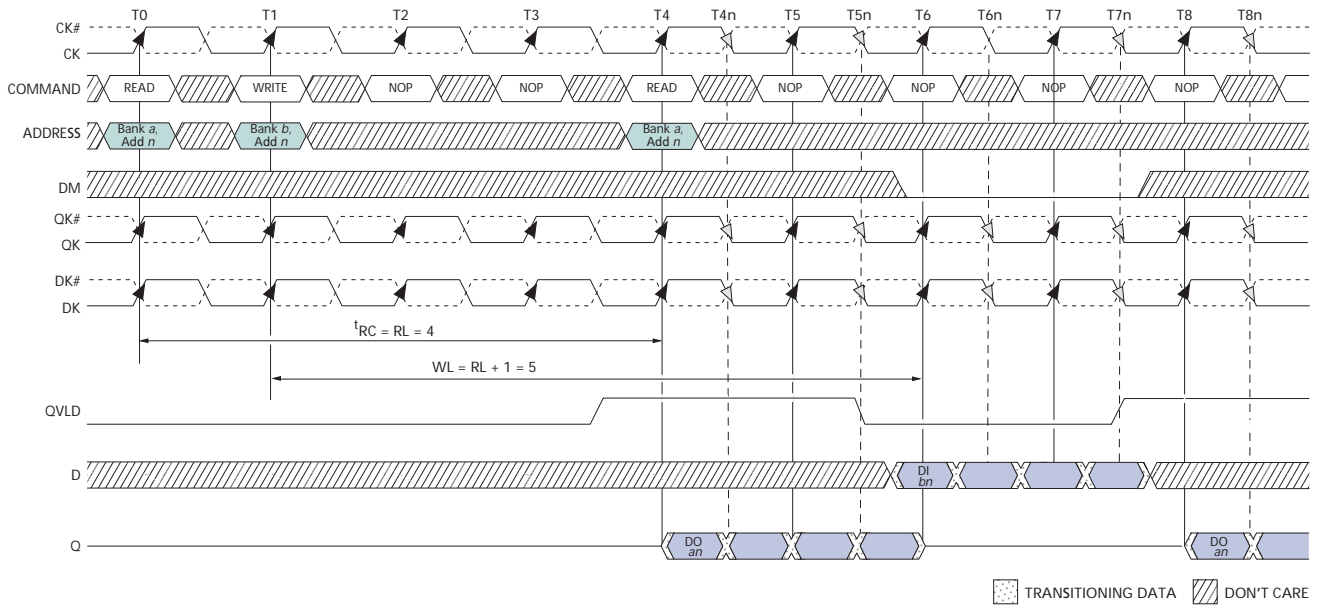 T0 T1 T2 T3 T4 T4n T5 T5n T6 T6n T7 T7n T8 T8n
CK#
CK
COMMAND READ WRITE NOP NOP READ NOP NOP NOP NOP
ADDRESS Bank a, Add n Bank b, Add n Bank a, Add n
DM
QK#
QK
DK#
DK
tRC = RL = 4
WL = RL + 1 = 5
QVLD
D DI bn
Q DO an DO an
TRANSITIONING DATA DON'T CARE